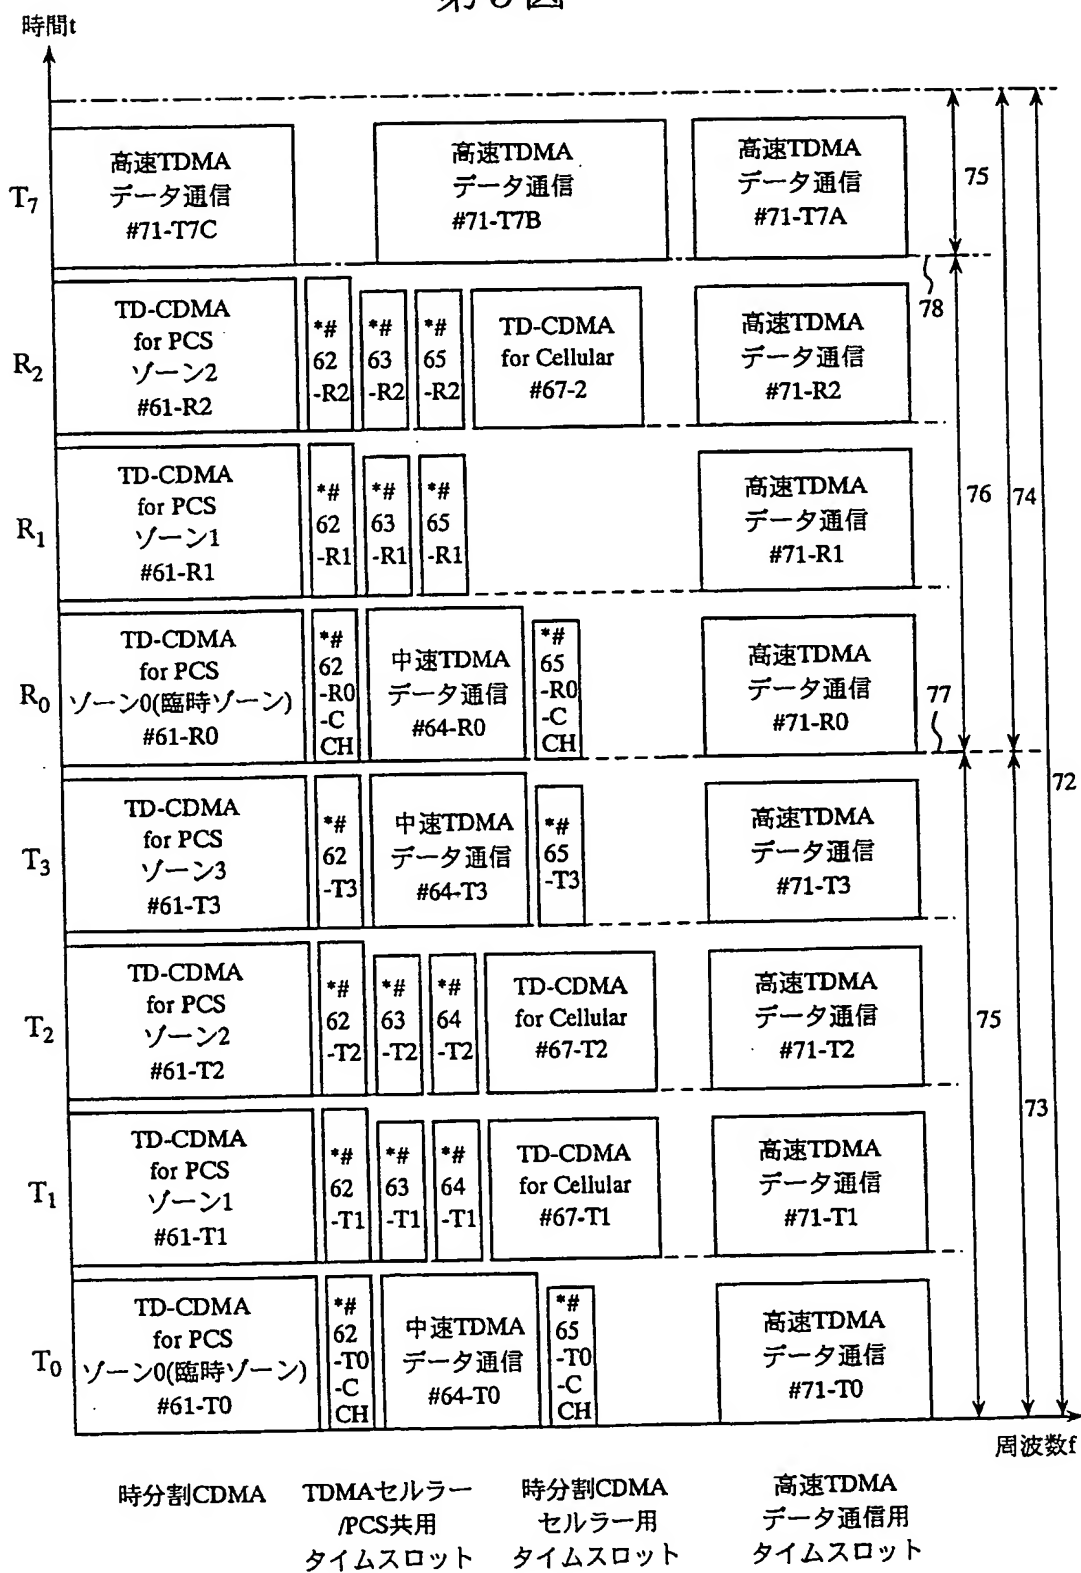 時間t
T7
高速TDMA
データ通信
#71-T7C
高速TDMA
データ通信
#71-T7B
高速TDMA
データ通信
#71-T7A
75
78
R2
TD-CDMA
for PCS
ゾーン2
#61-R2
*#
62
-R2
*#
63
-R2
*#
65
-R2
TD-CDMA
for Cellular
#67-2
高速TDMA
データ通信
#71-R2
R1
TD-CDMA
for PCS
ゾーン1
#61-R1
*#
62
-R1
*#
63
-R1
*#
65
-R1
高速TDMA
データ通信
#71-R1
76
74
R0
TD-CDMA
for PCS
ゾーン0(臨時ゾーン)
#61-R0
*#
62
-R0
-C
CH
中速TDMA
データ通信
#64-R0
*#
65
-R0
-C
CH
高速TDMA
データ通信
#71-R0
77
72
T3
TD-CDMA
for PCS
ゾーン3
#61-T3
*#
62
-T3
中速TDMA
データ通信
#64-T3
*#
65
-T3
高速TDMA
データ通信
#71-T3
T2
TD-CDMA
for PCS
ゾーン2
#61-T2
*#
62
-T2
*#
63
-T2
*#
64
-T2
TD-CDMA
for Cellular
#67-T2
高速TDMA
データ通信
#71-T2
75
73
T1
TD-CDMA
for PCS
ゾーン1
#61-T1
*#
62
-T1
*#
63
-T1
*#
64
-T1
TD-CDMA
for Cellular
#67-T1
高速TDMA
データ通信
#71-T1
T0
TD-CDMA
for PCS
ゾーン0(臨時ゾーン)
#61-T0
*#
62
-T0
-C
CH
中速TDMA
データ通信
#64-T0
*#
65
-T0
-C
CH
高速TDMA
データ通信
#71-T0
周波数f
時分割CDMA
TDMAセルラー
/PCS共用
タイムスロット
時分割CDMA
セルラー用
タイムスロット
高速TDMA
データ通信用
タイムスロット